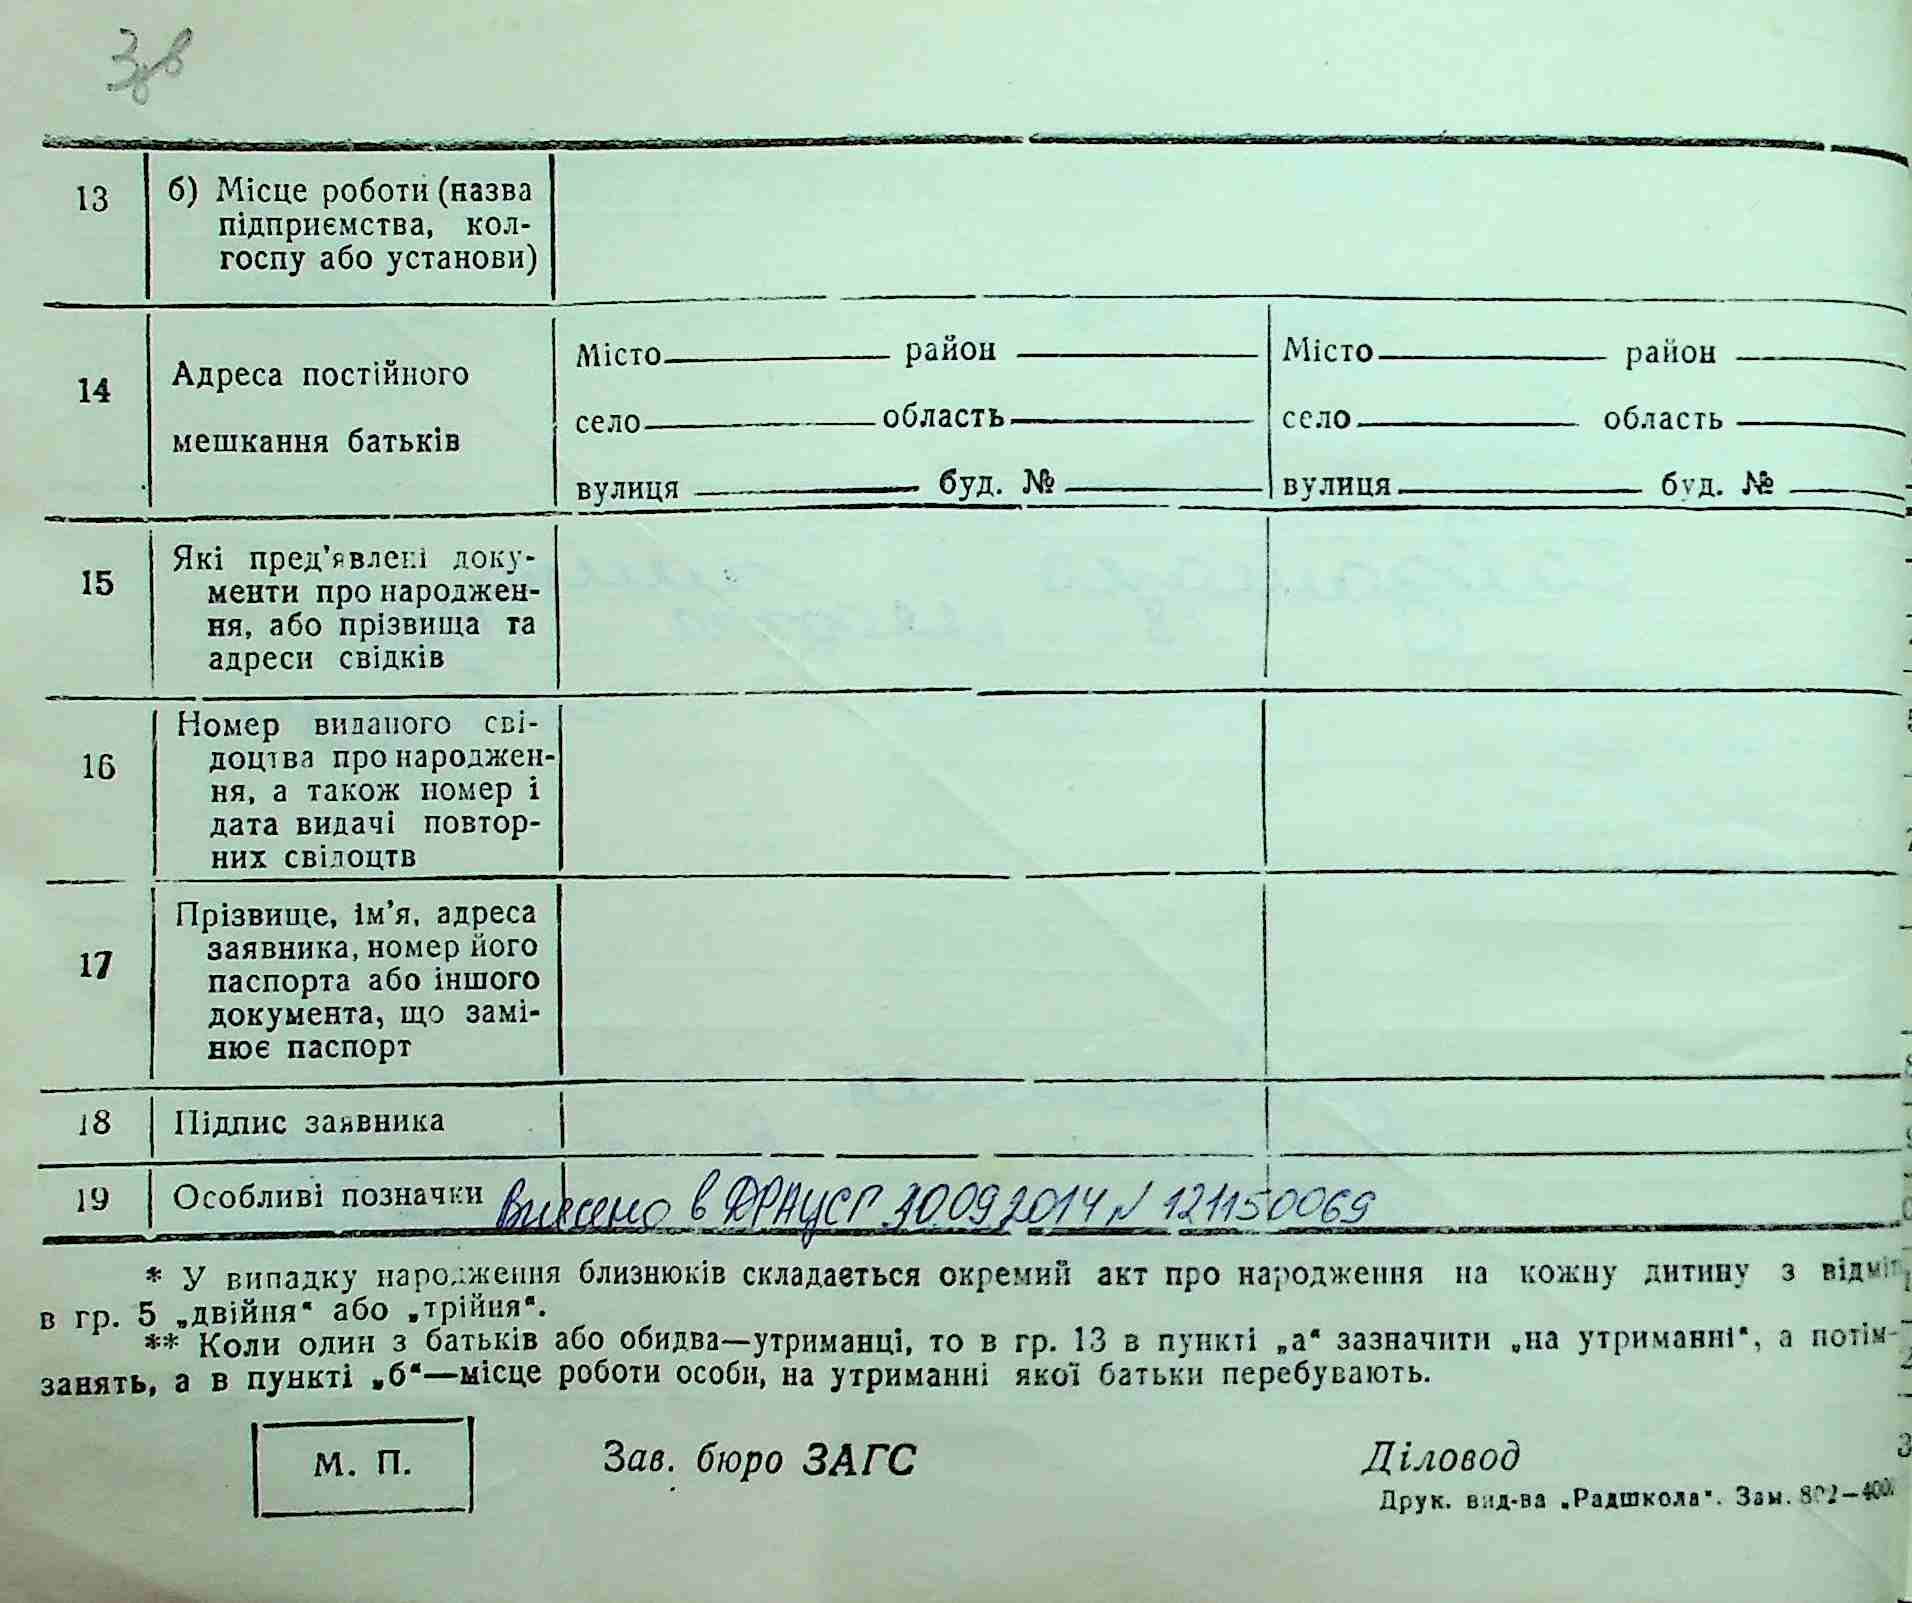 Зів
13
б) Місце роботи (назва
підприємства, кол-
госпу або установи)
14
Адреса постійного
мешкання батьків
Місто район
село область
вулиця буд. №
Місто район
село область
вулиця буд. №
15
Які пред'явлені доку-
менти про народжен-
ня, або прізвища та
адреси свідків
16
Номер виданого сві-
доцтва про народжен-
ня, а також номер і
дата видачі повтор-
них свідоцтв
17
Прізвище, ім'я, адреса
заявника, номер його
паспорта або іншого
документа, що замі-
нює паспорт
18
Підпис заявника
19
Особливі позначки
Внесено в ДРАЦСГ 30.09.2014 N 121150069
* У випадку народження близнюків складається окремий акт про народження на кожну дитину з відміт
в гр. 5 „двійня“ або „трійня“.
** Коли один з батьків або обидва—утриманці, то в гр. 13 в пункті „а“ зазначити „на утриманні“, а потім—
занять, а в пункті „б“—місце роботи особи, на утриманні якої батьки перебувають.
М. П.
Зав. бюро ЗАГС
Діловод
Друк. вид-ва „Радшкола“. Зам. 802—400